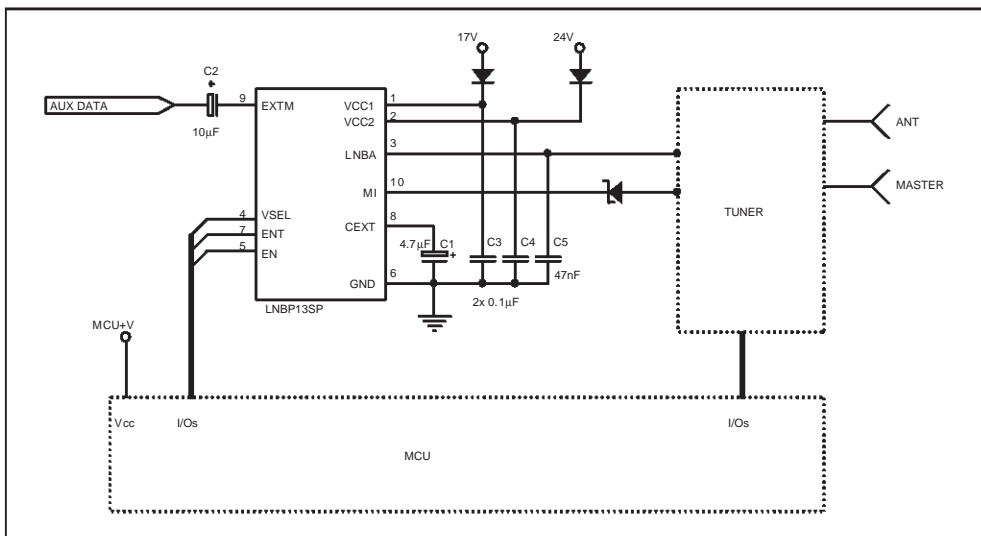 17V
24V
C2
+
AUX DATA
9
EXTM
10µF
VCC1
1
VCC2
2
LNBA
3
MI
10
CEXT
8
GND
6
4
VSEL
7
ENT
5
EN
4.7µF
C1
+
C3
C4
C5
47nF
2x 0.1µF
LNBP13SP
TUNER
ANT
MASTER
MCU+V
Vcc
I/Os
I/Os
MCU